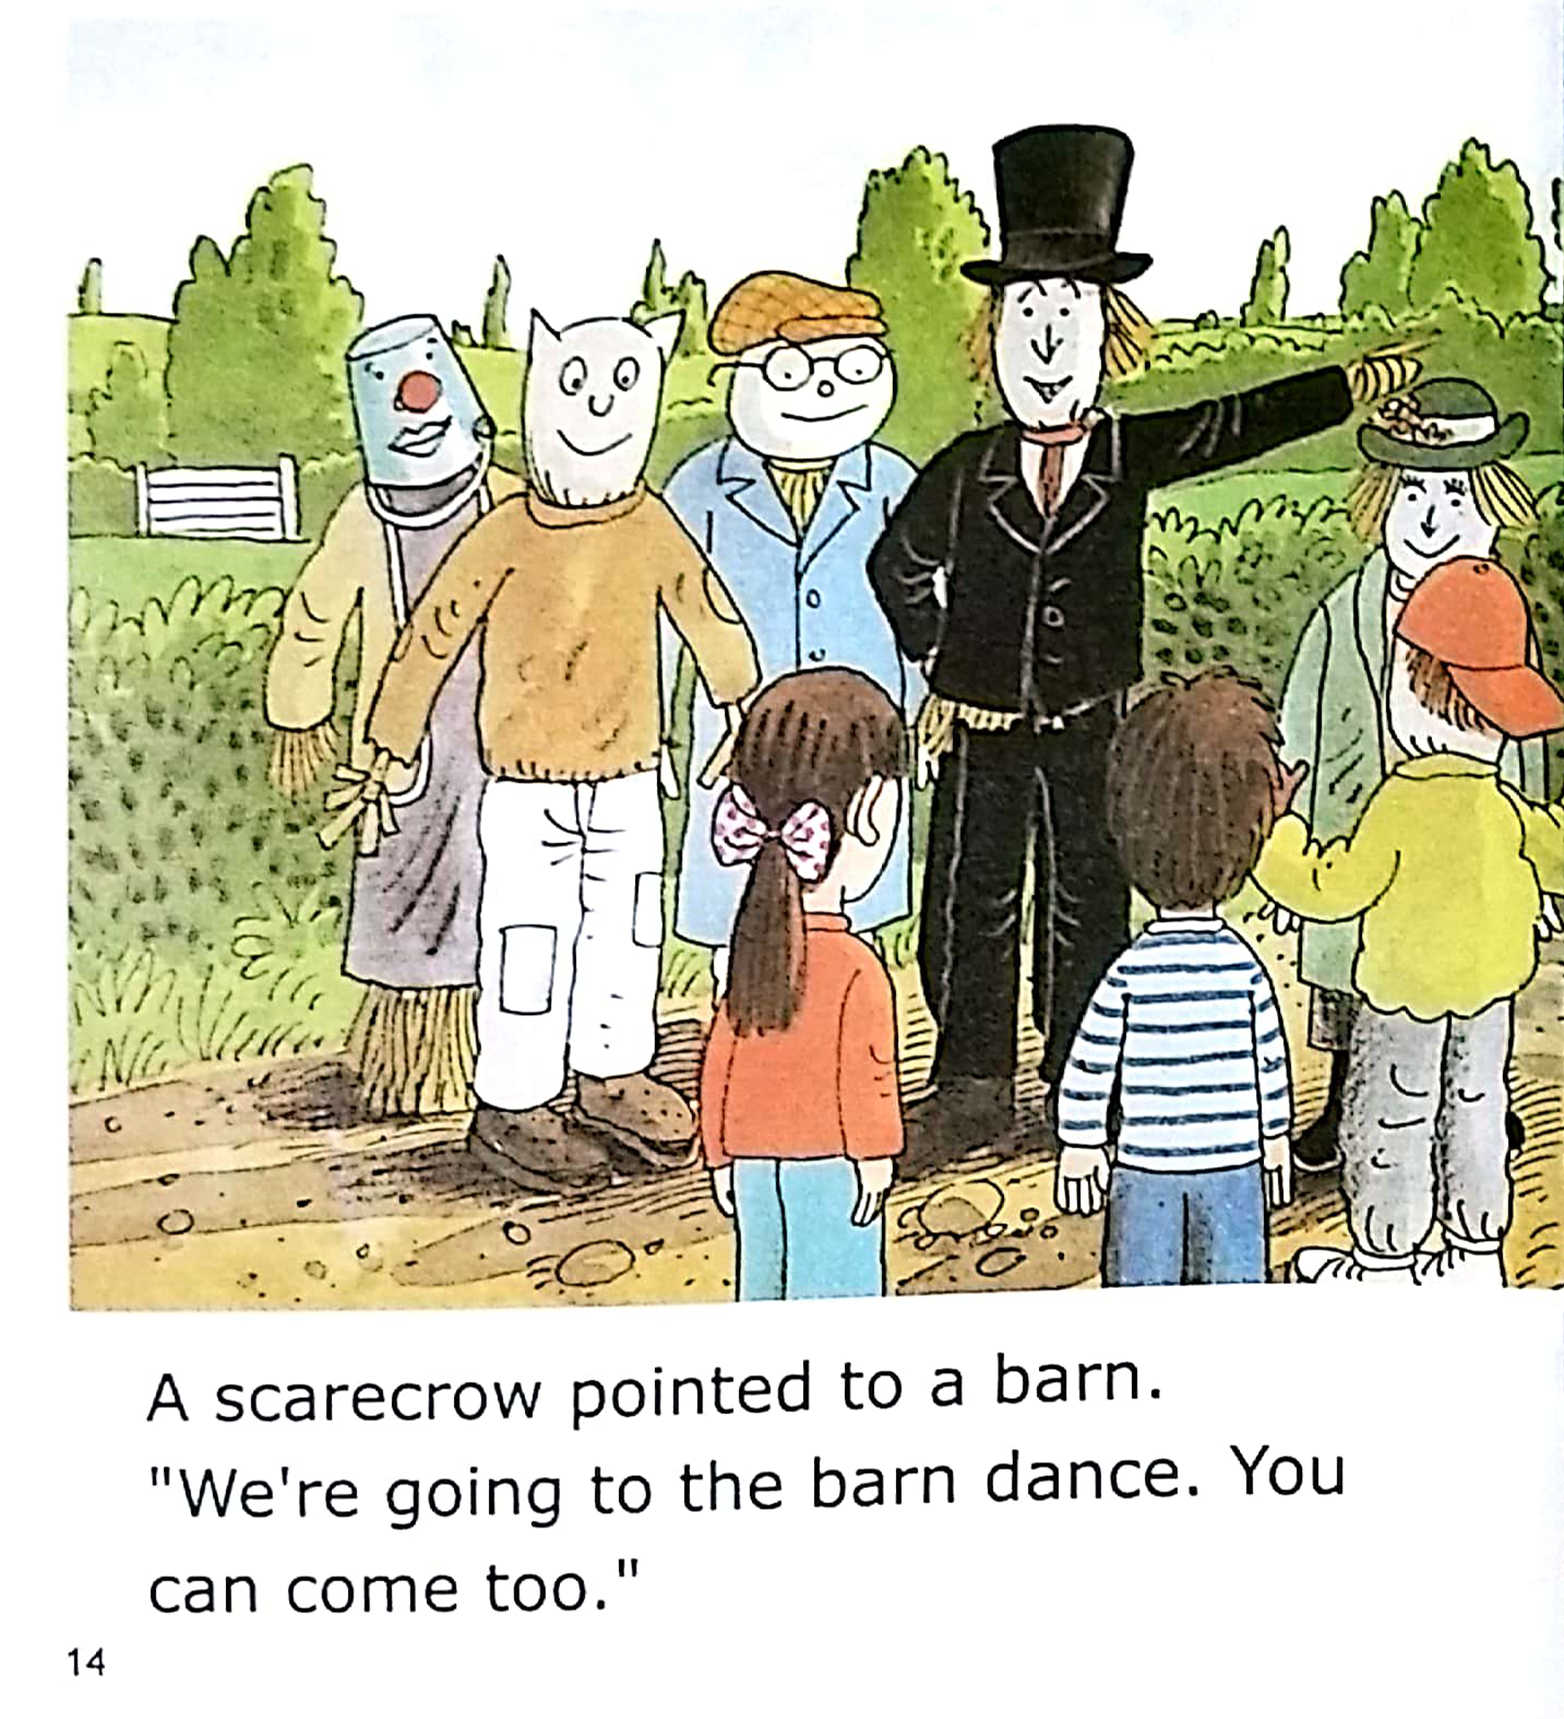 A scarecrow pointed to a barn.
"We're going to the barn dance. You
can come too."
14